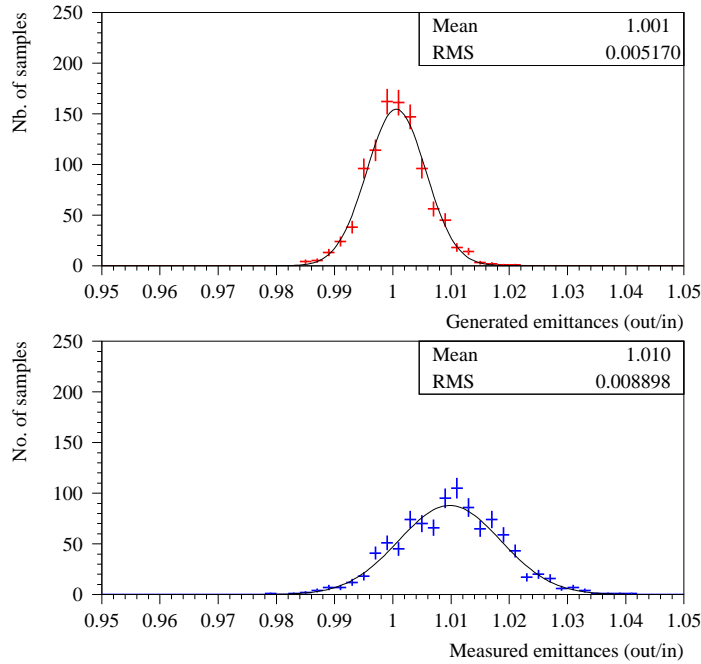 Nb. of samples
250
200
150
100
50
0
Mean 1.001
RMS 0.005170
0.95 0.96 0.97 0.98 0.99 1 1.01 1.02 1.03 1.04 1.05
Generated emittances (out/in)
No. of samples
250
200
150
100
50
0
Mean 1.010
RMS 0.008898
0.95 0.96 0.97 0.98 0.99 1 1.01 1.02 1.03 1.04 1.05
Measured emittances (out/in)